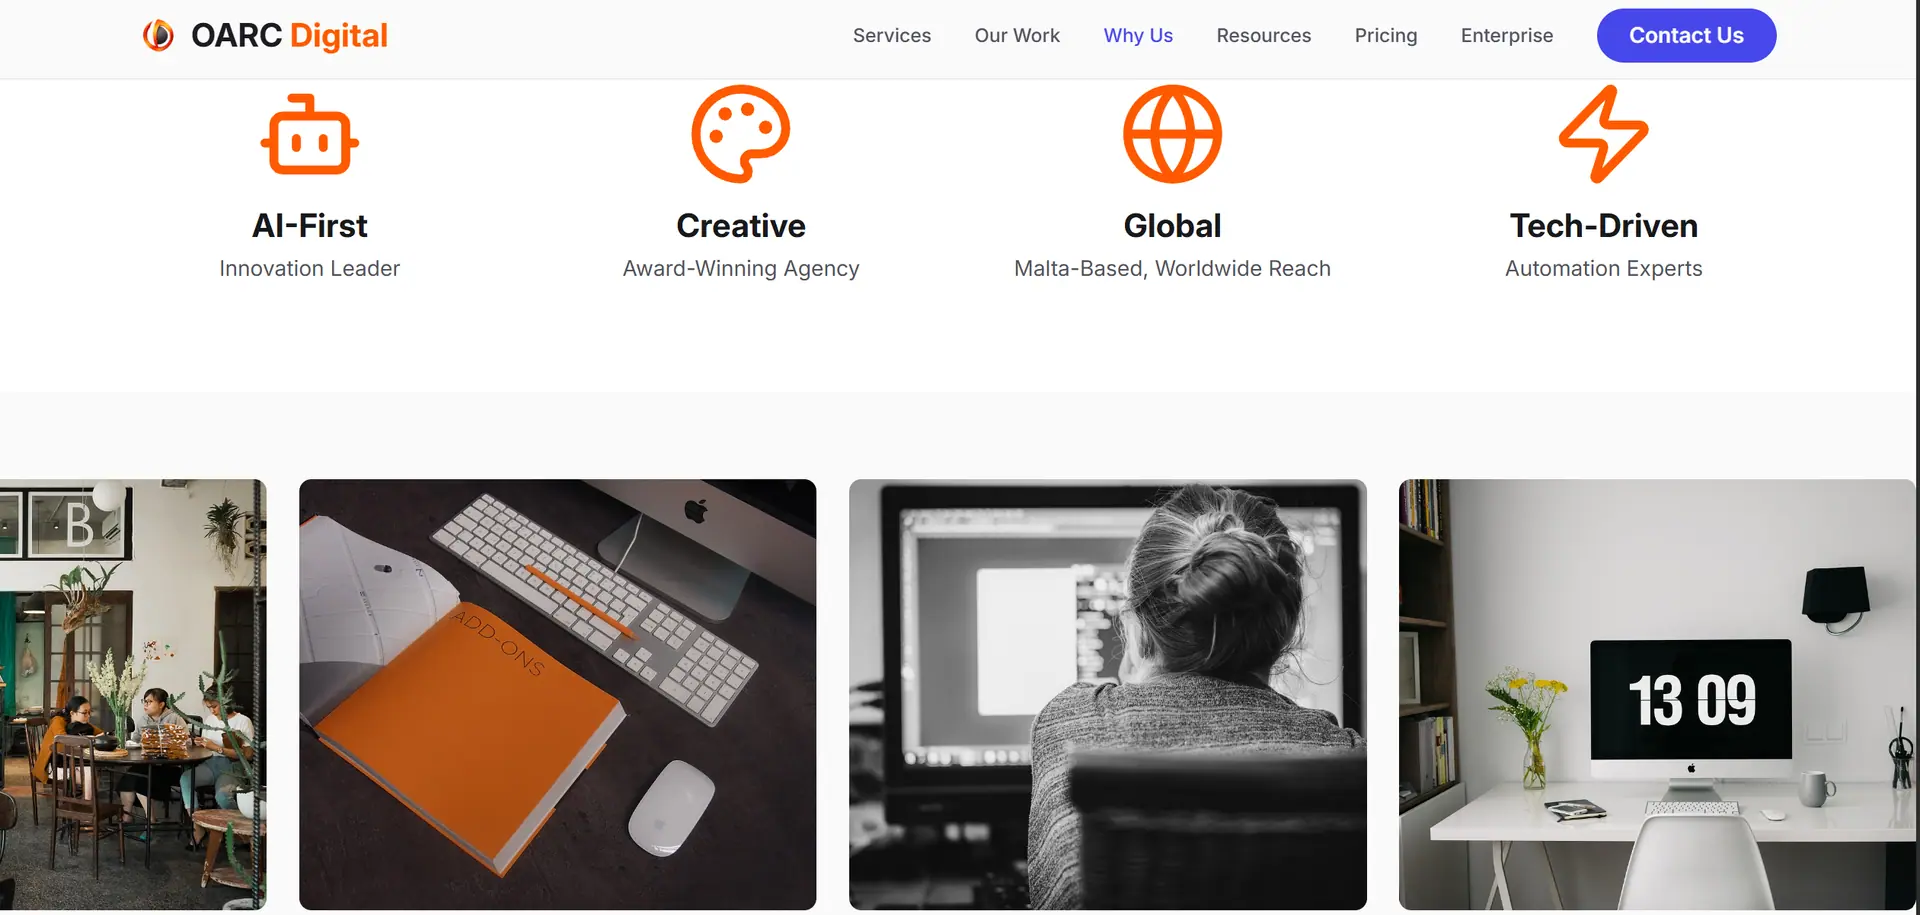 OARC Digital
Services
Our Work
Why Us
Resources
Pricing
Enterprise
Contact Us
AI-First
Innovation Leader
Creative
Award-Winning Agency
Global
Malta-Based, Worldwide Reach
Tech-Driven
Automation Experts
B
ADD-ONS
13 09